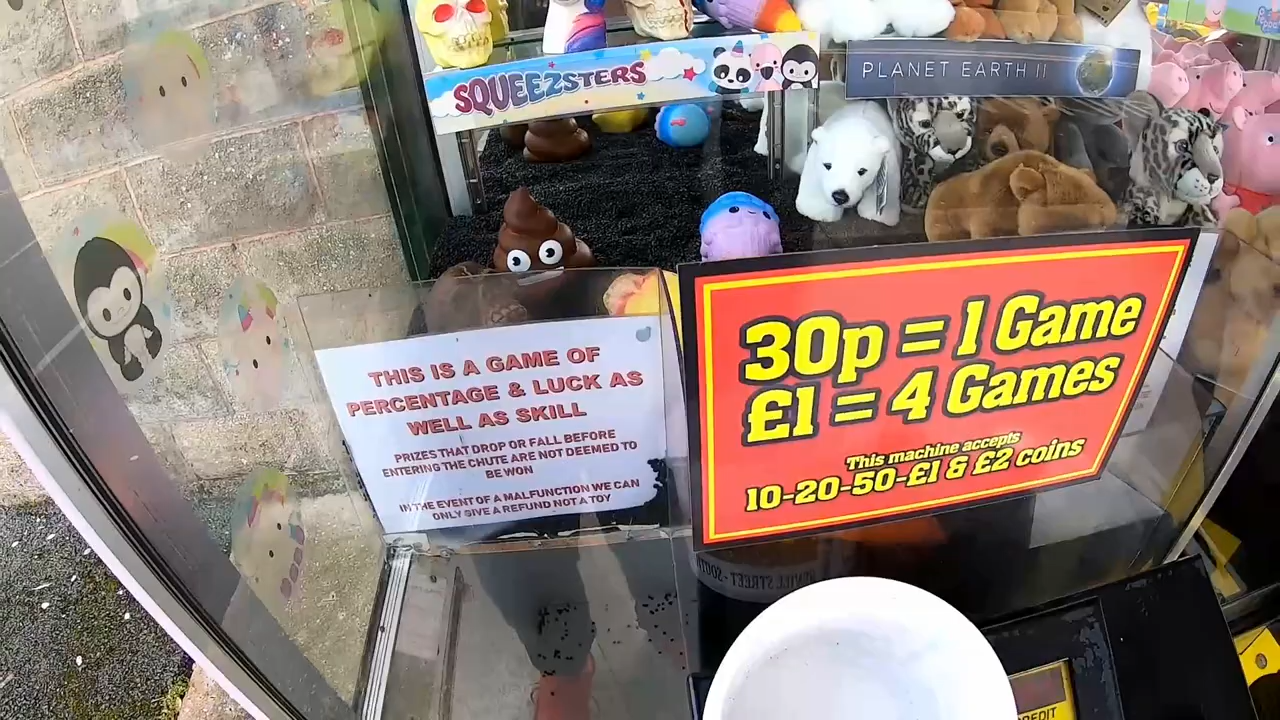 SQUEEZSTERS
PLANET EARTH II
THIS IS A GAME OF
PERCENTAGE & LUCK AS
WELL AS SKILL
PRIZES THAT DROP OR FALL BEFORE
ENTERING THE CHUTE ARE NOT DEEMED TO
BE WON
IN THE EVENT OF A MALFUNCTION WE CAN
ONLY GIVE A REFUND NOT A TOY
30p = 1 Game
£1 = 4 Games
This machine accepts
10-20-50-£1 & £2 coins